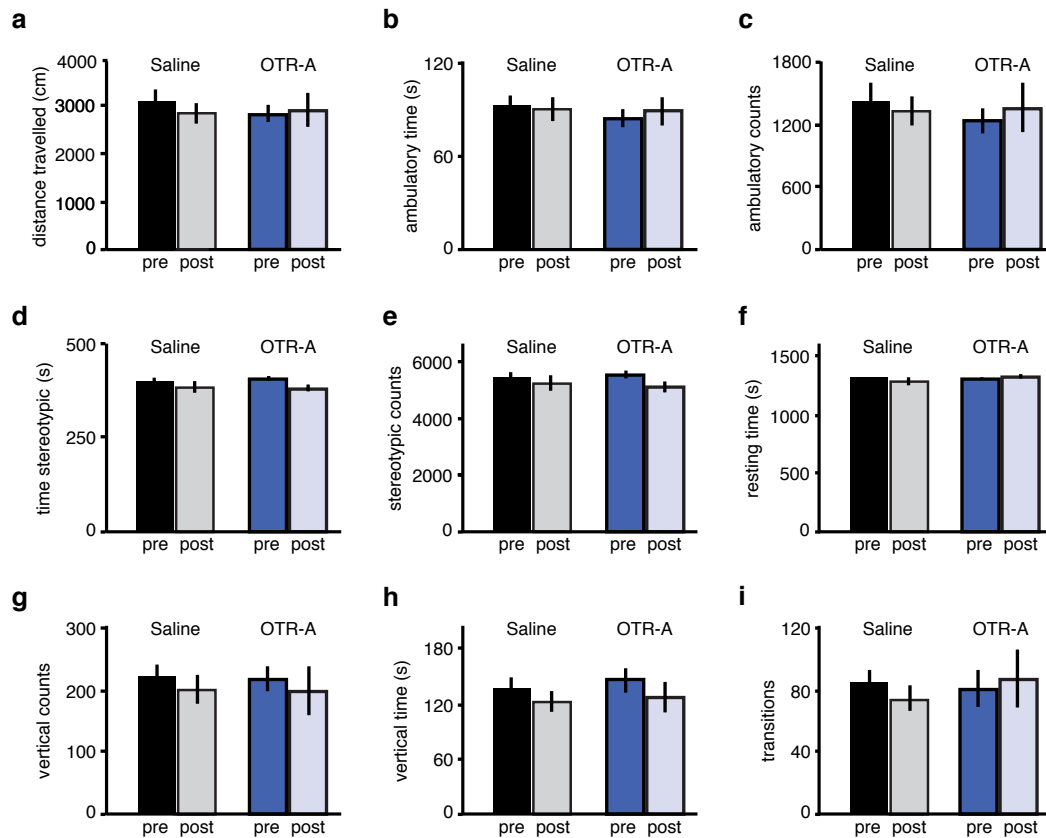 a
distance travelled (cm)
4000
3000
2000
1000
0
Saline
OTR-A
pre post
pre post
b
ambulatory time (s)
120
60
0
Saline
OTR-A
pre post
pre post
c
ambulatory counts
1800
1200
600
0
Saline
OTR-A
pre post
pre post
d
time stereotypic (s)
500
250
0
Saline
OTR-A
pre post
pre post
e
stereotypic counts
6000
4000
2000
0
Saline
OTR-A
pre post
pre post
f
resting time (s)
1500
1000
500
0
Saline
OTR-A
pre post
pre post
g
vertical counts
300
200
100
0
Saline
OTR-A
pre post
pre post
h
vertical time (s)
180
120
60
0
Saline
OTR-A
pre post
pre post
i
transitions
120
80
40
0
Saline
OTR-A
pre post
pre post